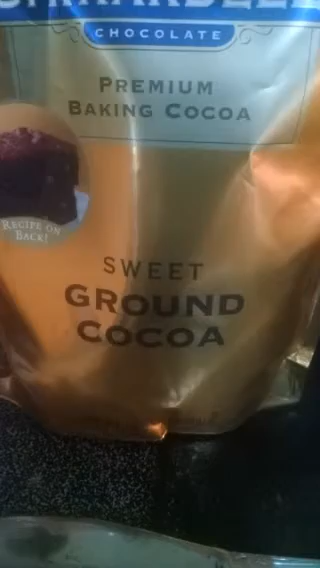 CHOCOLATE
PREMIUM
BAKING COCOA
RECIPE ON
BACK!
SWEET
GROUND
COCOA